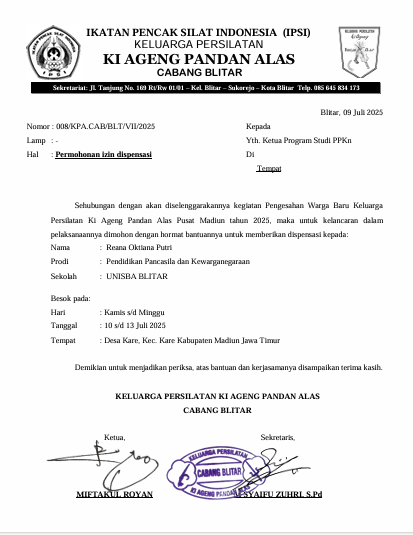 IKATAN PENCAK SILAT INDONESIA (IPSI)
KELUARGA PERSILATAN
KI AGENG PANDAN ALAS
CABANG BLITAR
Sekretariat: Jl. Tanjung No. 169 Rt/Rw 01/01 – Kel. Blitar – Sukorejo – Kota Blitar Telp. 085 645 834 173
Blitar, 09 Juli 2025
Nomor : 008/KPA.CAB/BLT/VII/2025
Lamp : -
Hal : Permohonan izin dispensasi
Kepada
Yth. Ketua Program Studi PPKn
Di
Tempat
Sehubungan dengan akan diselenggarakannya kegiatan Pengesahan Warga Baru Keluarga
Persilatan Ki Ageng Pandan Alas Pusat Madiun tahun 2025, maka untuk kelancaran dalam
pelaksanaannya dimohon dengan hormat bantuannya untuk memberikan dispensasi kepada:
Nama : Reana Oktiana Putri
Prodi : Pendidikan Pancasila dan Kewarganegaraan
Sekolah : UNISBA BLITAR
Besok pada:
Hari : Kamis s/d Minggu
Tanggal : 10 s/d 13 Juli 2025
Tempat : Desa Kare, Kec. Kare Kabupaten Madiun Jawa Timur
Demikian untuk menjadikan periksa, atas bantuan dan kerjasamanya disampaikan terima kasih.
KELUARGA PERSILATAN KI AGENG PANDAN ALAS
CABANG BLITAR
Ketua,
Sekretaris,
KELUARGA PERSILATAN
CABANG BLITAR
KI AGENG PANDAN ALAS
MIFTAKUL ROYAN
SYAIFU ZUHRI, S.Pd